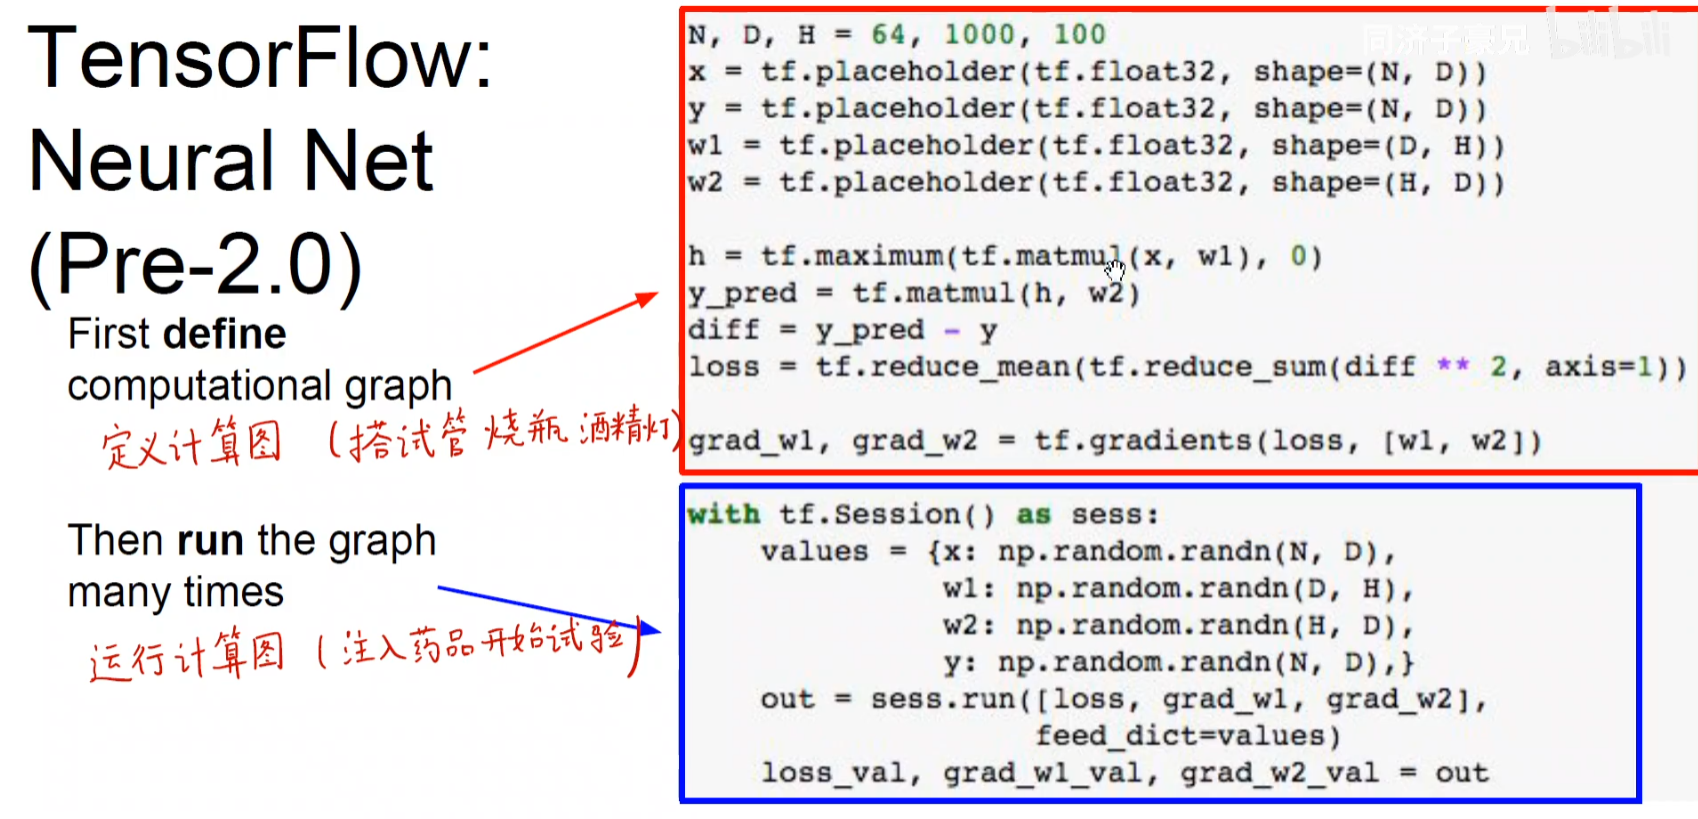 TensorFlow:
Neural Net
(Pre-2.0)
First define
computational graph
定义计算图 (搭试管 烧瓶 酒精灯)
Then run the graph
many times
运行计算图 (注入药品开始试验)
同济子豪兄 bilibili
N, D, H = 64, 1000, 100
x = tf.placeholder(tf.float32, shape=(N, D))
y = tf.placeholder(tf.float32, shape=(N, D))
w1 = tf.placeholder(tf.float32, shape=(D, H))
w2 = tf.placeholder(tf.float32, shape=(H, D))
h = tf.maximum(tf.matmul(x, w1), 0)
y_pred = tf.matmul(h, w2)
diff = y_pred - y
loss = tf.reduce_mean(tf.reduce_sum(diff ** 2, axis=1))
grad_w1, grad_w2 = tf.gradients(loss, [w1, w2])
with tf.Session() as sess:
values = {x: np.random.randn(N, D),
w1: np.random.randn(D, H),
w2: np.random.randn(H, D),
y: np.random.randn(N, D),}
out = sess.run([loss, grad_w1, grad_w2],
feed_dict=values)
loss_val, grad_w1_val, grad_w2_val = out